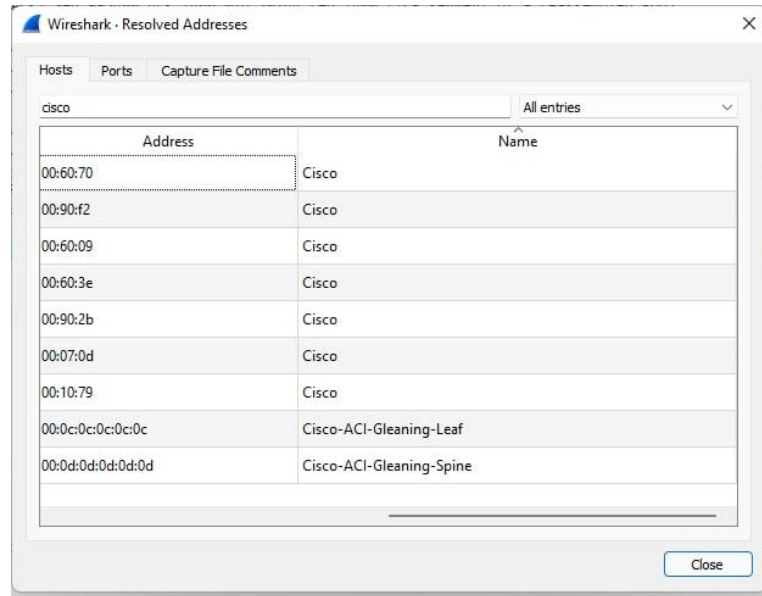 Wireshark · Resolved Addresses
Hosts Ports Capture File Comments
cisco All entries
Address Name
00:60:70 Cisco
00:90:f2 Cisco
00:60:09 Cisco
00:60:3e Cisco
00:90:2b Cisco
00:07:0d Cisco
00:10:79 Cisco
00:0c:0c:0c:0c:0c Cisco-ACI-Gleaning-Leaf
00:0d:0d:0d:0d:0d Cisco-ACI-Gleaning-Spine
Close